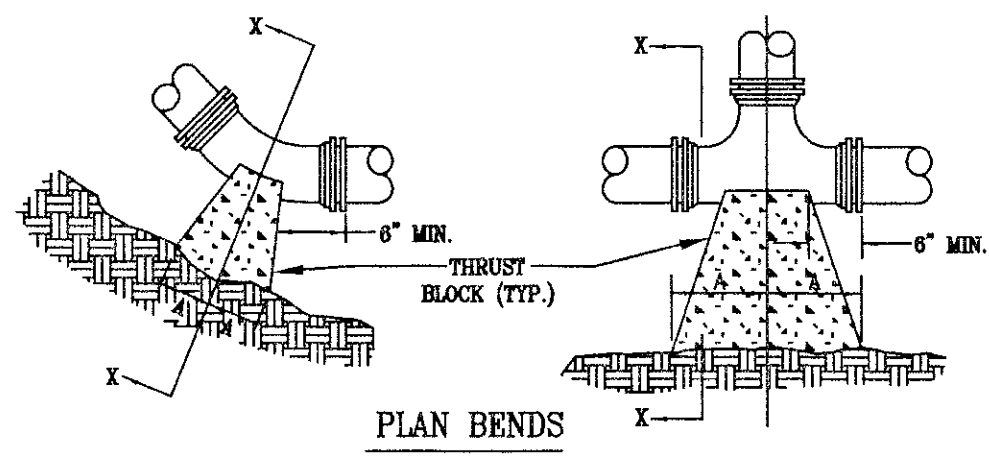 X
X
6" MIN.
6" MIN.
THRUST
BLOCK (TYP.)
A
A
A
A
X
X
PLAN BENDS